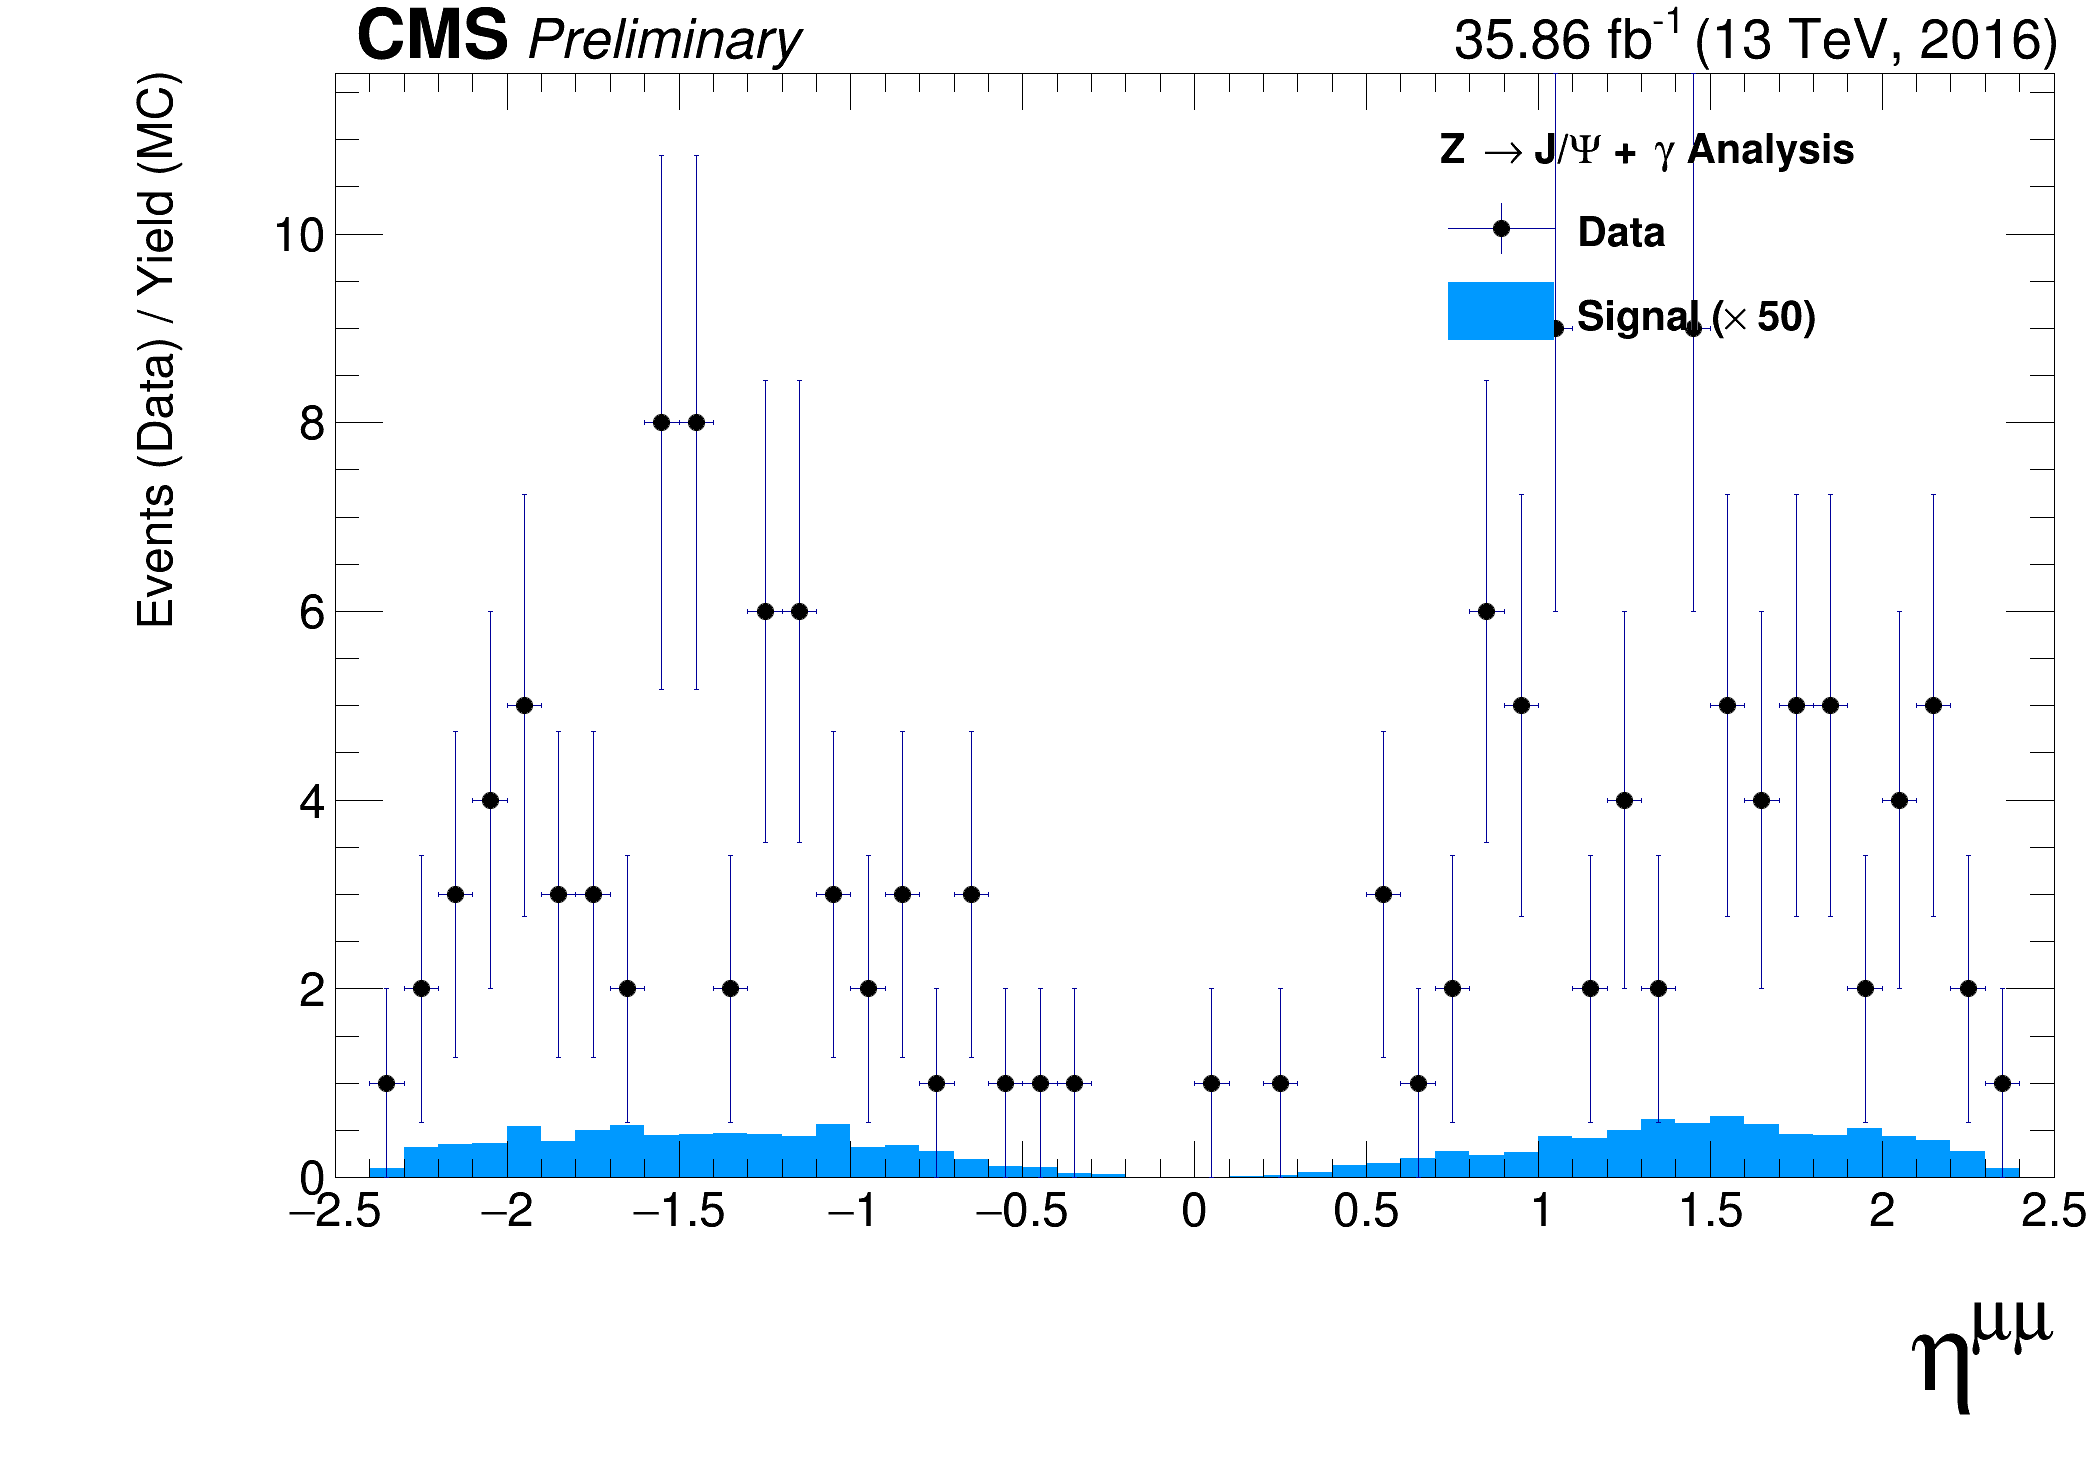 CMS Preliminary 35.86 fb⁻¹ (13 TeV, 2016)
Events (Data) / Yield (MC)
Z → J/Ψ + γ Analysis
Data
Signal (× 50)
10
8
6
4
2
0
−2.5 −2 −1.5 −1 −0.5 0 0.5 1 1.5 2 2.5
η^μμ